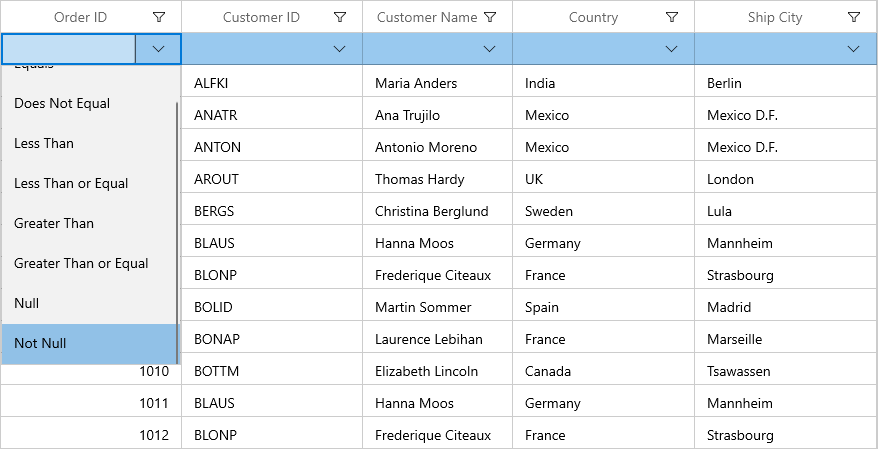 Order ID Customer ID Customer Name Country Ship City
Equals
ALFKI Maria Anders India Berlin
Does Not Equal
ANATR Ana Trujilo Mexico Mexico D.F.
Less Than
ANTON Antonio Moreno Mexico Mexico D.F.
Less Than or Equal
AROUT Thomas Hardy UK London
BERGS Christina Berglund Sweden Lula
Greater Than
BLAUS Hanna Moos Germany Mannheim
Greater Than or Equal
BLONP Frederique Citeaux France Strasbourg
Null
BOLID Martin Sommer Spain Madrid
Not Null
BONAP Laurence Lebihan France Marseille
1010 BOTTM Elizabeth Lincoln Canada Tsawassen
1011 BLAUS Hanna Moos Germany Mannheim
1012 BLONP Frederique Citeaux France Strasbourg